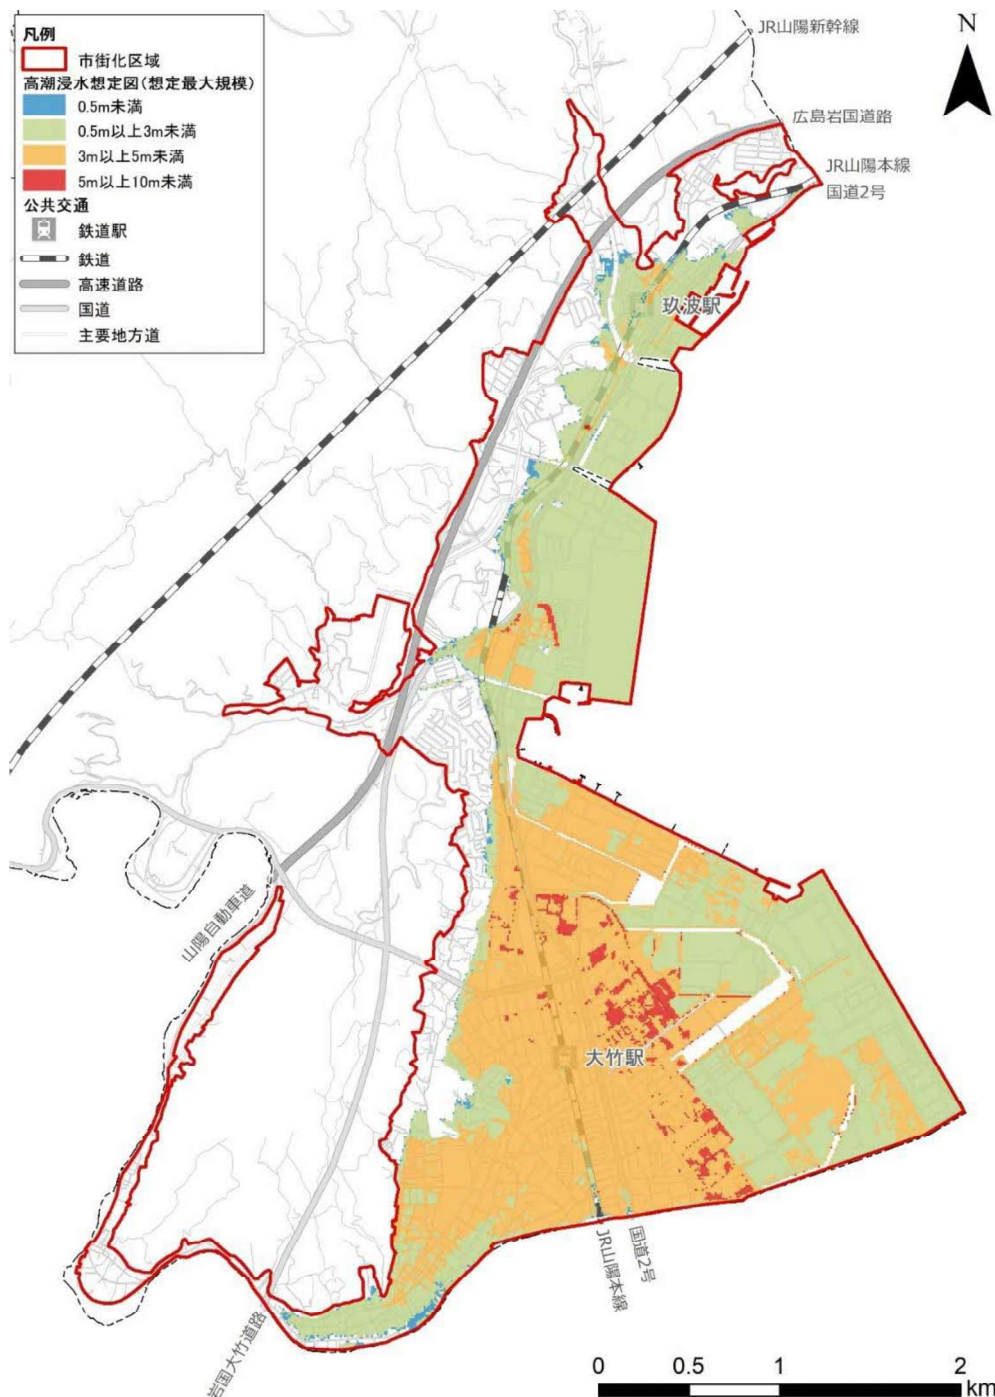 凡例
市街化区域
高潮浸水想定図(想定最大規模)
0.5m未満
0.5m以上3m未満
3m以上5m未満
5m以上10m未満
公共交通
鉄道駅
鉄道
高速道路
国道
主要地方道
JR山陽新幹線
N
広島岩国道路
JR山陽本線
国道2号
玖波駅
山陽自動車道
大竹駅
国道2号
JR山陽本線
岩国大竹道路
0 0.5 1 2
km